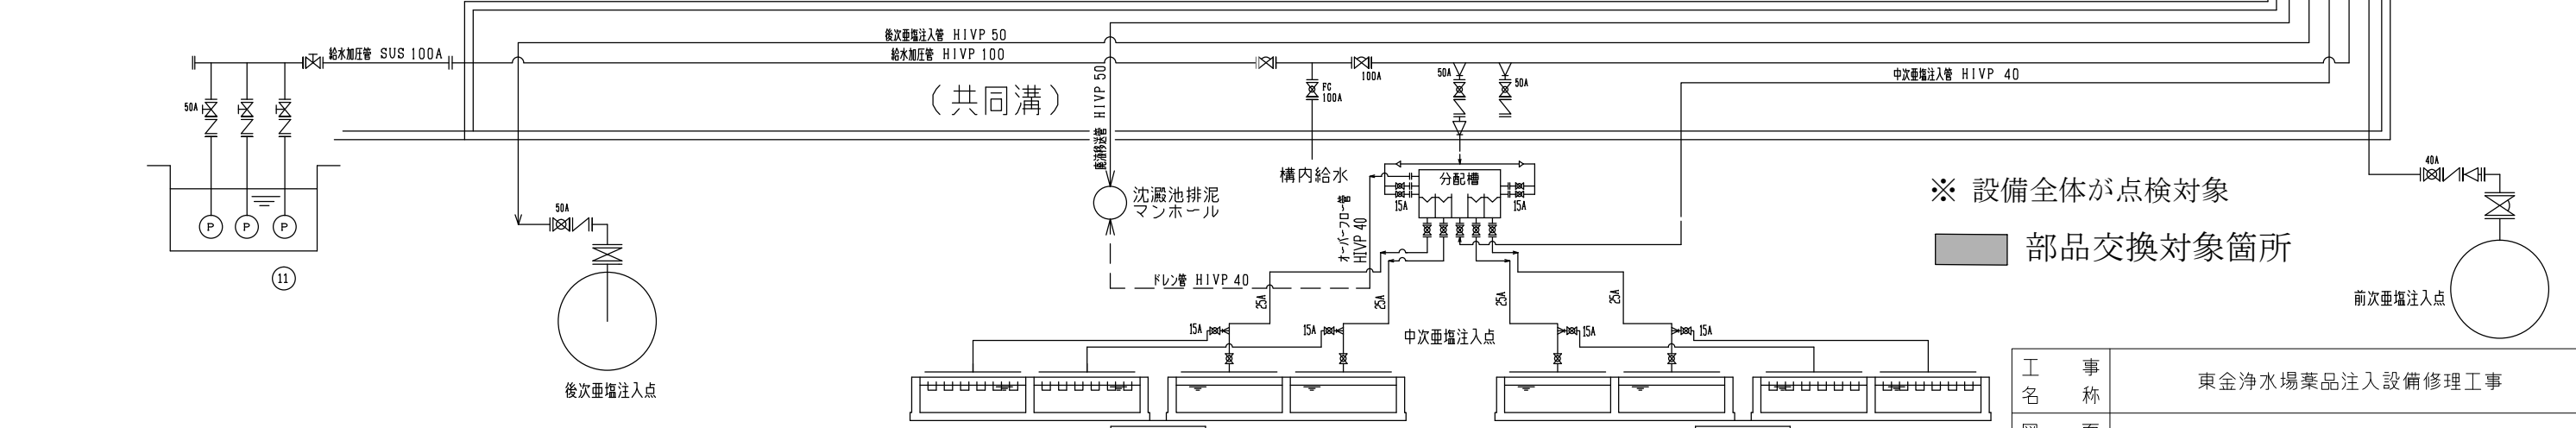 後次亜塩注入管 HIVP 50
給水加圧管 SUS 100A
給水加圧管 HIVP 100
50A
FC
100A
100A
50A
50A
中次亜塩注入管 HIVP 40
(共同溝)
廃液移送管 HIVP 50
40A
構内給水
分配槽
15A
15A
オーバーフロー管
HIVP 40
沈澱池排泥
マンホール
※ 設備全体が点検対象
部品交換対象箇所
50A
P
P
P
11
ドレン管 HIVP 40
25A
25A
25A
25A
前次亜塩注入点
15A
15A
中次亜塩注入点
15A
15A
後次亜塩注入点
工事
名称
東金浄水場薬品注入設備修理工事